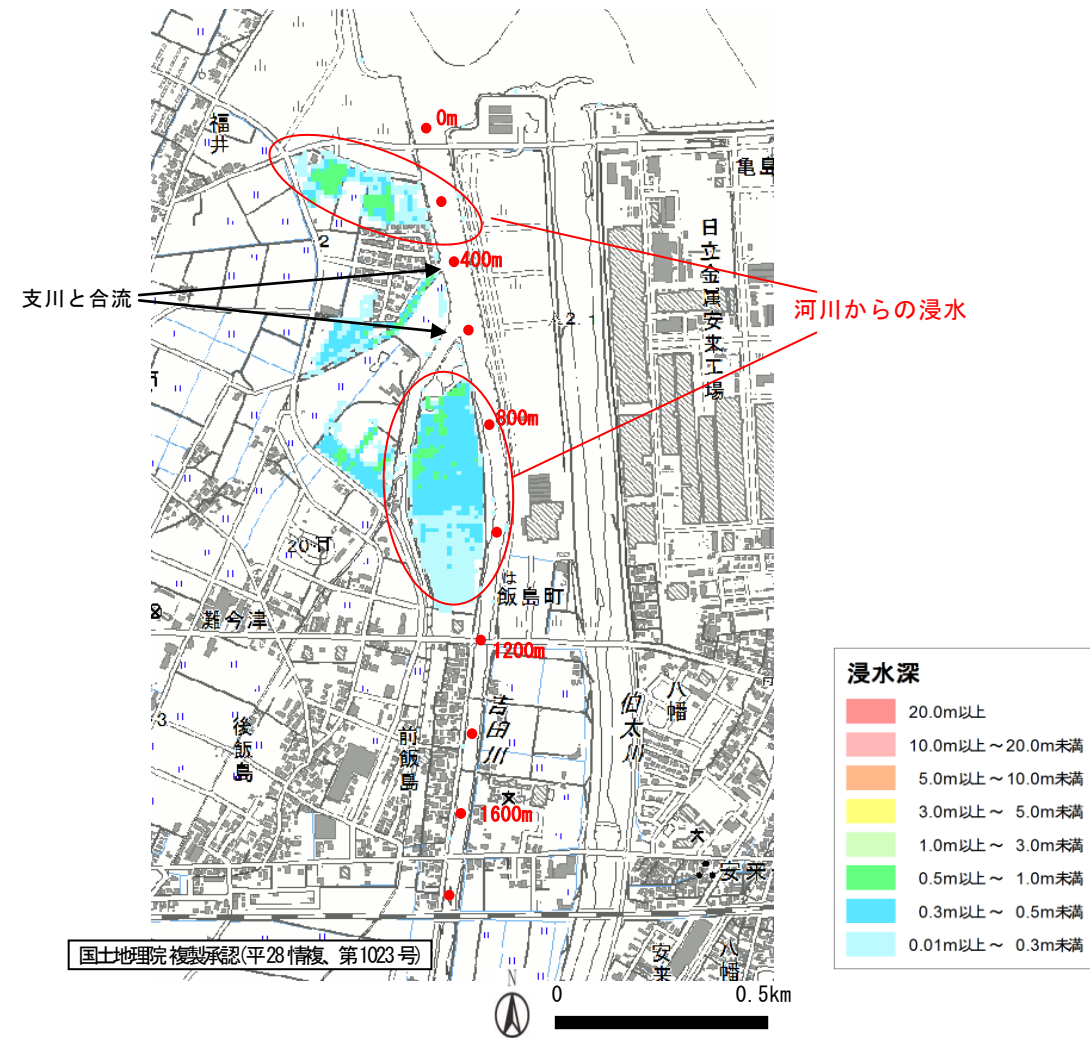 0m
福井
亀島
2
400m
日立金属安来工場
支川と合流
河川からの浸水
2.1
800m
20
は
飯島町
灘今津
1200m
吉田川
伯太川
八幡
3
後飯島
前飯島
1600m
安来
国土地理院 複製承認(平28情複、第1023号)
安来
八幡
N
0 0.5km
浸水深
20.0m以上
10.0m以上～20.0m未満
5.0m以上～10.0m未満
3.0m以上～ 5.0m未満
1.0m以上～ 3.0m未満
0.5m以上～ 1.0m未満
0.3m以上～ 0.5m未満
0.01m以上～ 0.3m未満